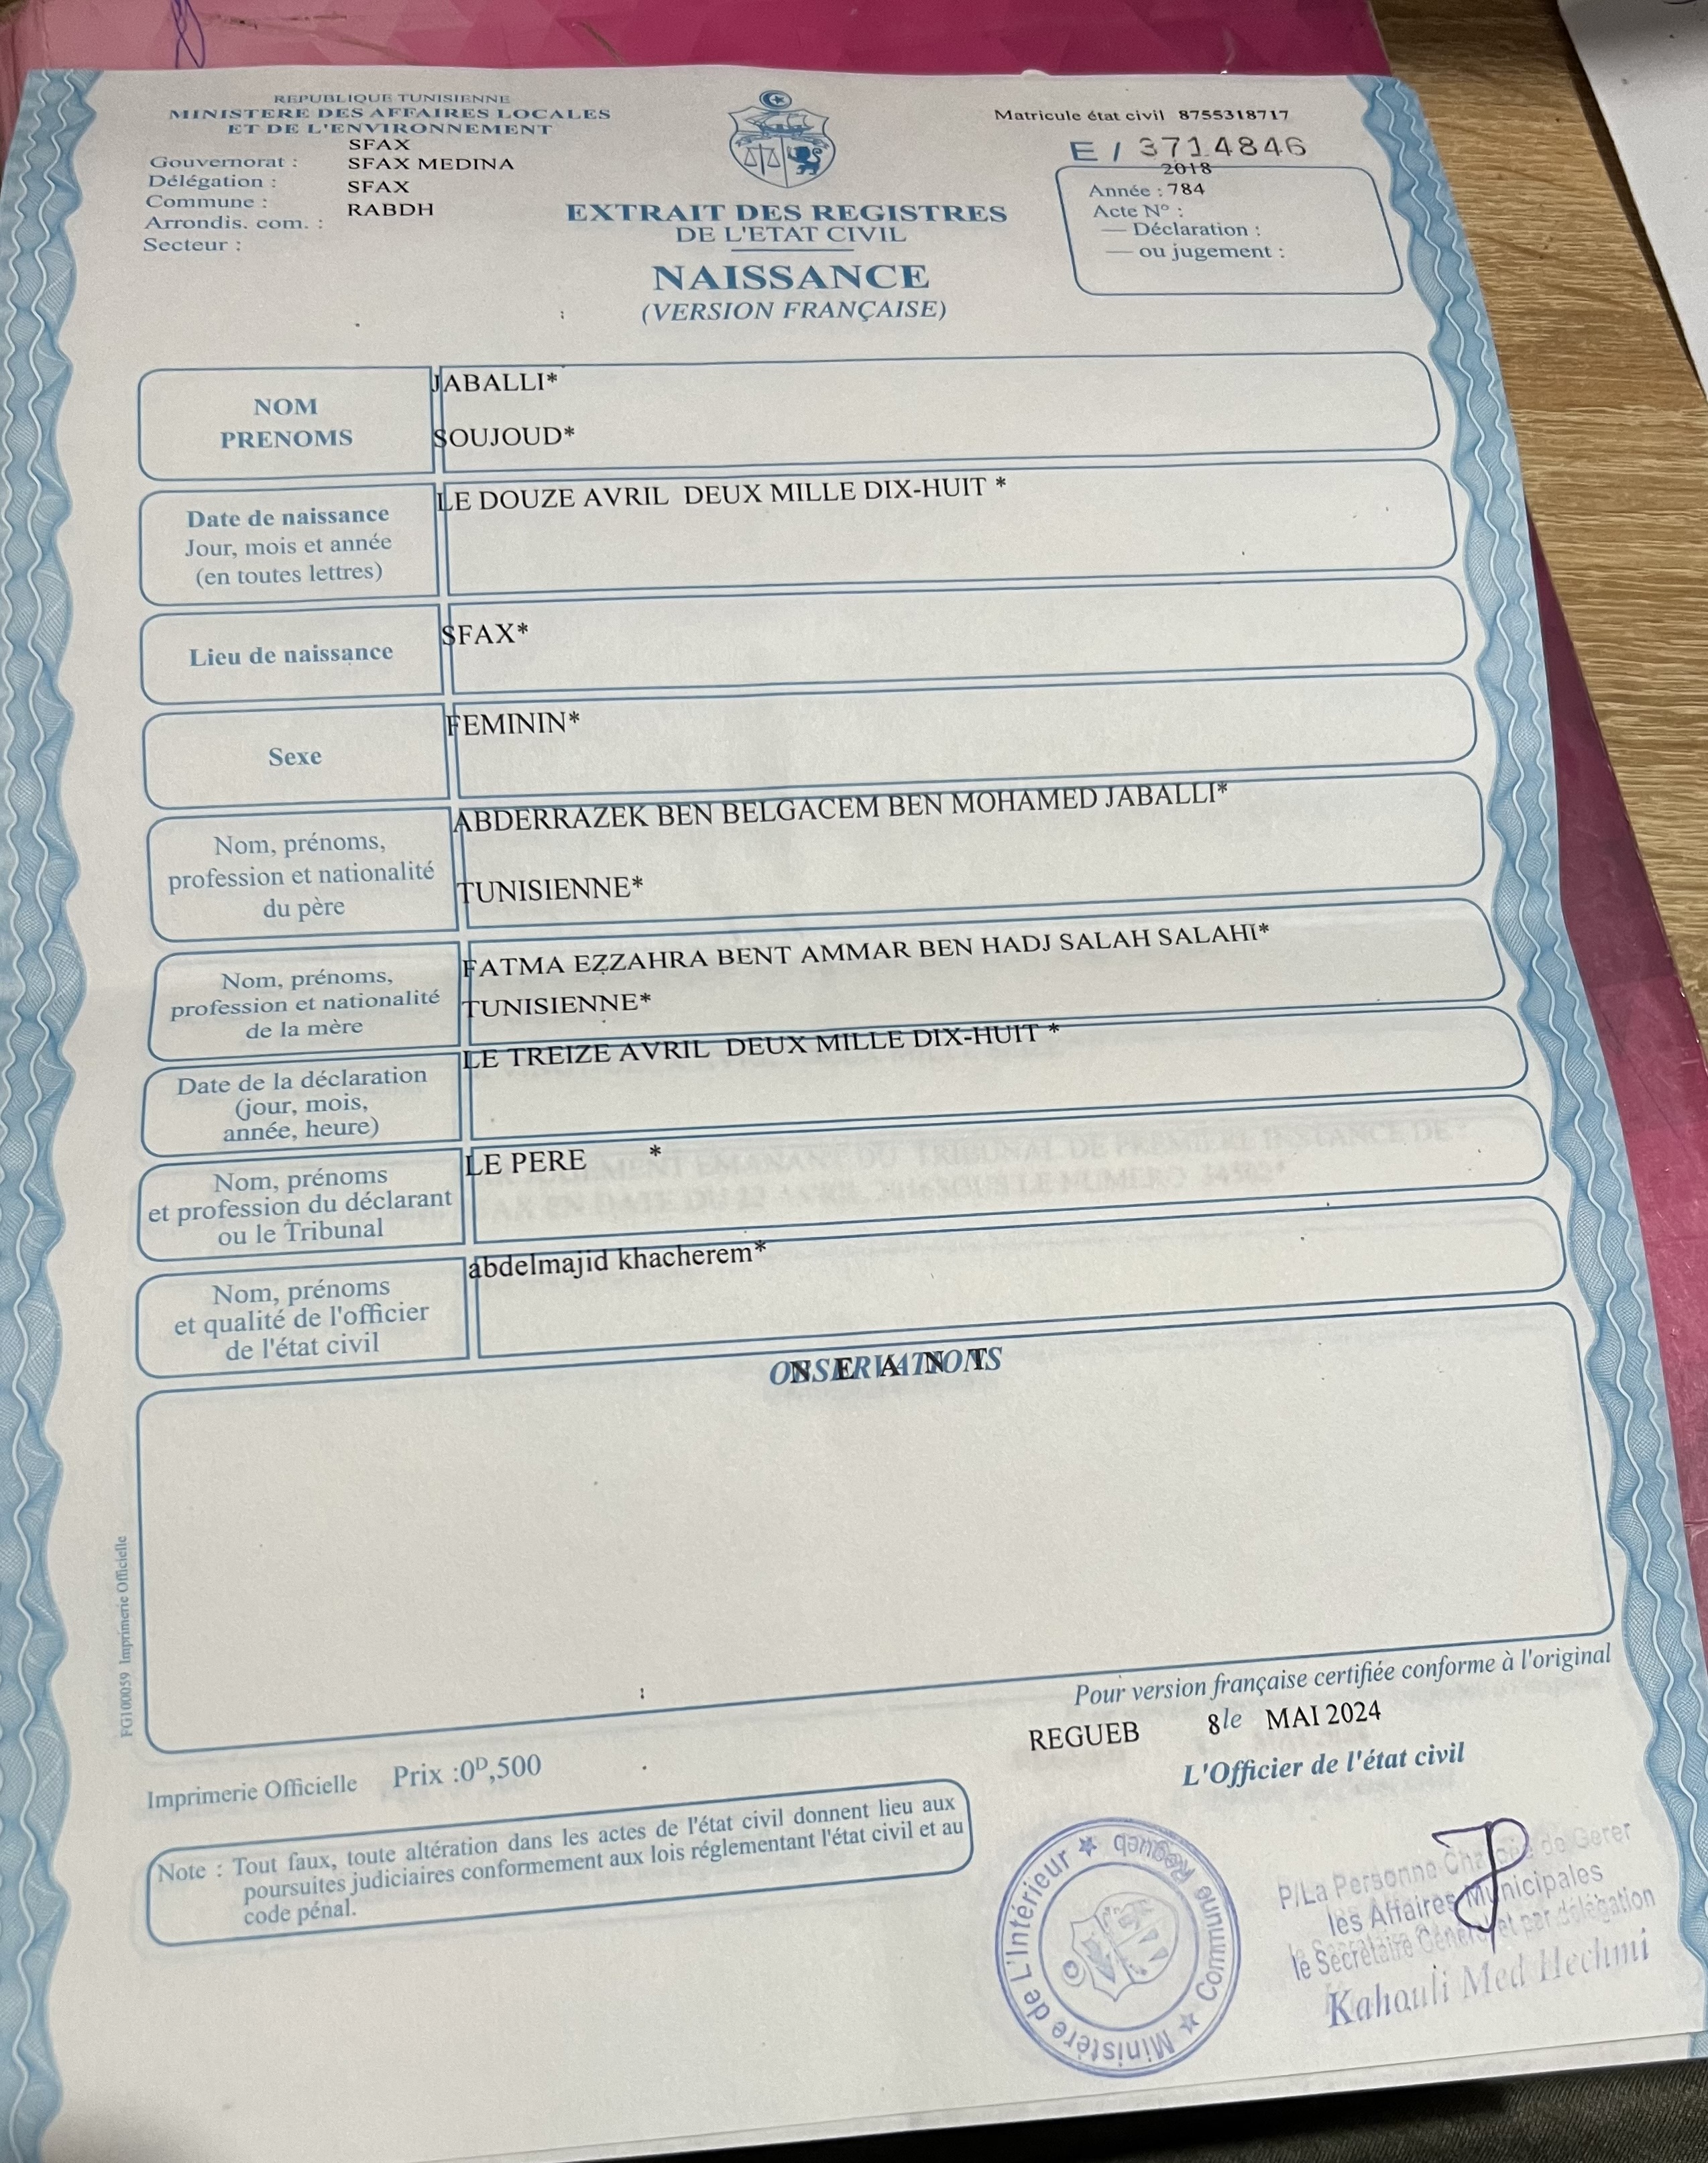 REPUBLIQUE TUNISIENNE
MINISTERE DES AFFAIRES LOCALES
ET DE L'ENVIRONNEMENT
SFAX
Gouvernorat : SFAX MEDINA
Délégation : SFAX
Commune : RABDH
Arrondis. com. :
Secteur :
EXTRAIT DES REGISTRES
DE L'ETAT CIVIL
NAISSANCE
(VERSION FRANÇAISE)
Matricule état civil 8755318717
E / 3714846
2018
Année : 784
Acte N° :
— Déclaration :
— ou jugement :
NOM
PRENOMS
JABALLI*
SOUJOUD*
Date de naissance
Jour, mois et année
(en toutes lettres)
LE DOUZE AVRIL DEUX MILLE DIX-HUIT *
Lieu de naissance
SFAX*
Sexe
FEMININ*
Nom, prénoms,
profession et nationalité
du père
ABDERRAZEK BEN BELGACEM BEN MOHAMED JABALLI*
TUNISIENNE*
Nom, prénoms,
profession et nationalité
de la mère
FATMA EZZAHRA BENT AMMAR BEN HADJ SALAH SALAHI*
TUNISIENNE*
Date de la déclaration
(jour, mois,
année, heure)
LE TREIZE AVRIL DEUX MILLE DIX-HUIT *
Nom, prénoms
et profession du déclarant
ou le Tribunal
LE PERE *
Nom, prénoms
et qualité de l'officier
de l'état civil
abdelmajid khacherem*
OBSERVATIONS
N E A N T
FG100059 Imprimerie Officielle
Pour version française certifiée conforme à l'original
REGUEB 8 le MAI 2024
L'Officier de l'état civil
Imprimerie Officielle Prix :0D,500
Note : Tout faux, toute altération dans les actes de l'état civil donnent lieu aux
poursuites judiciaires conformement aux lois réglementant l'état civil et au
code pénal.
Ministère de L'Intérieur ★ Commune Regueb ★
P/La Personne Chargée de Gerer
les Affaires Municipales
le Secrétaire Général et par délégation
Kahouli Med Hechmi